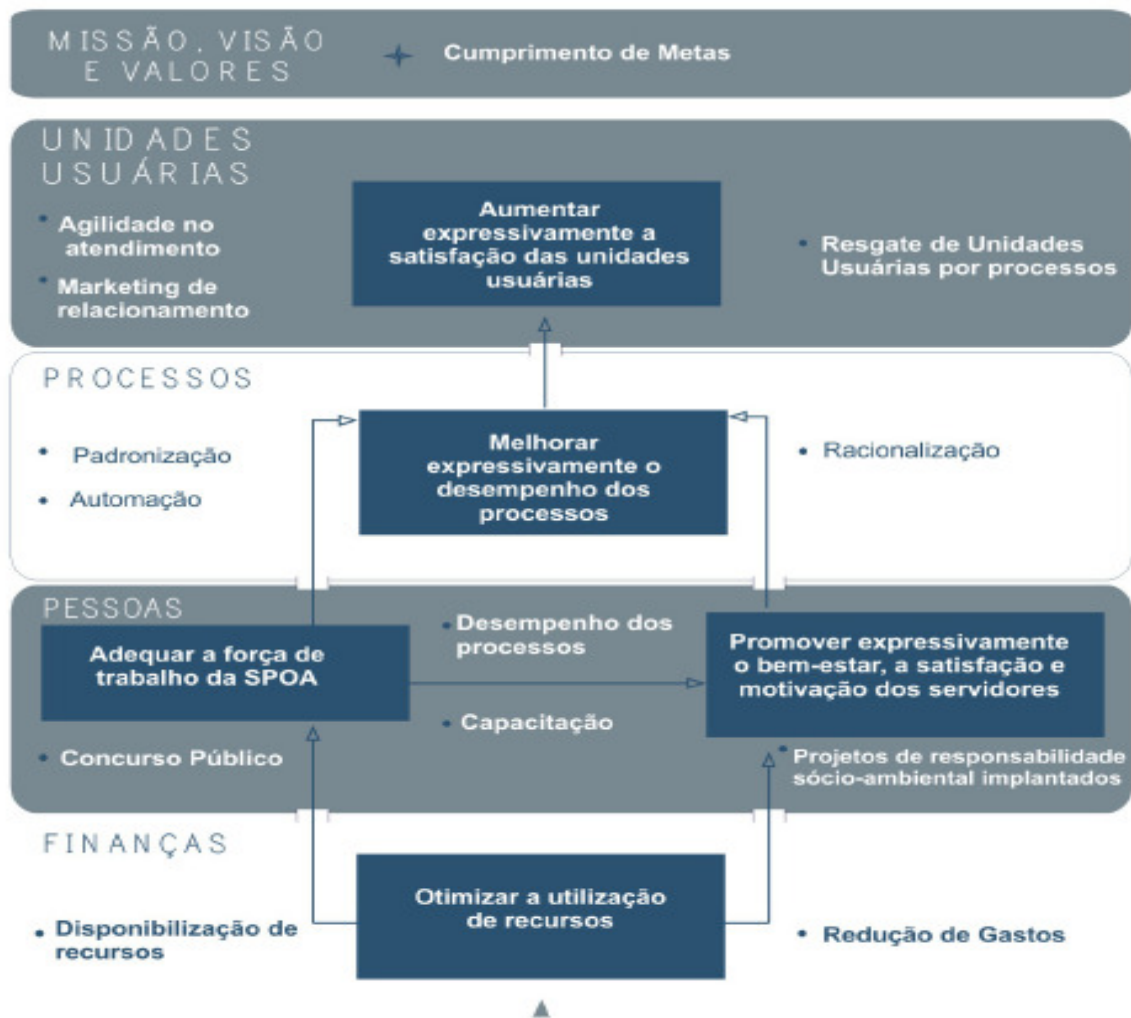 MISSÃO, VISÃO
E VALORES
Cumprimento de Metas
UNIDADES
USUÁRIAS
• Agilidade no
atendimento
• Marketing de
relacionamento
Aumentar
expressivamente a
satisfação das unidades
usuárias
• Resgate de Unidades
Usuárias por processos
PROCESSOS
• Padronização
• Automação
Melhorar
expressivamente o
desempenho dos
processos
• Racionalização
PESSOAS
Adequar a força de
trabalho da SPOA
• Concurso Público
• Desempenho dos
processos
• Capacitação
Promover expressivamente
o bem-estar, a satisfação e
motivação dos servidores
• Projetos de responsabilidade
sócio-ambiental implantados
FINANÇAS
• Disponibilização de
recursos
Otimizar a utilização
de recursos
• Redução de Gastos